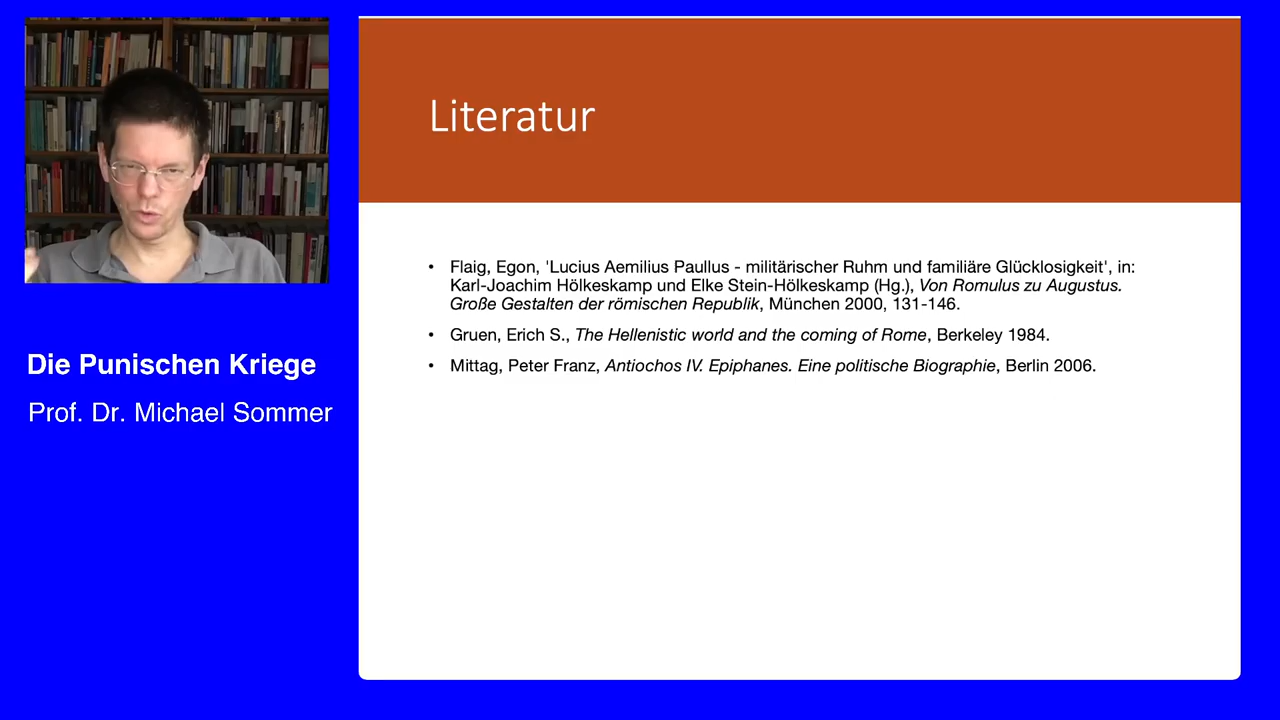 Literatur
• Flaig, Egon, 'Lucius Aemilius Paullus - militärischer Ruhm und familiäre Glücklosigkeit', in:
Karl-Joachim Hölkeskamp und Elke Stein-Hölkeskamp (Hg.), Von Romulus zu Augustus.
Große Gestalten der römischen Republik, München 2000, 131-146.
• Gruen, Erich S., The Hellenistic world and the coming of Rome, Berkeley 1984.
• Mittag, Peter Franz, Antiochos IV. Epiphanes. Eine politische Biographie, Berlin 2006.
Die Punischen Kriege
Prof. Dr. Michael Sommer